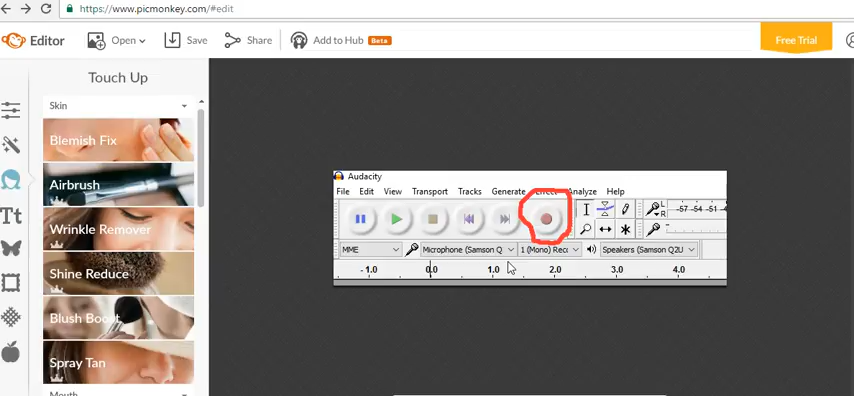 https://www.picmonkey.com/#edit
Editor Open Save Share Add to Hub Beta Free Trial
Touch Up
Skin
Blemish Fix
Airbrush
Wrinkle Remover
Shine Reduce
Blush Boost
Spray Tan
Mouth
Tt
Audacity
File Edit View Transport Tracks Generate Effect Analyze Help
L
R
-57 -54 -51
MME Microphone (Samson Q 1 (Mono) Reco Speakers (Samson Q2U
-1.0 0.0 1.0 2.0 3.0 4.0